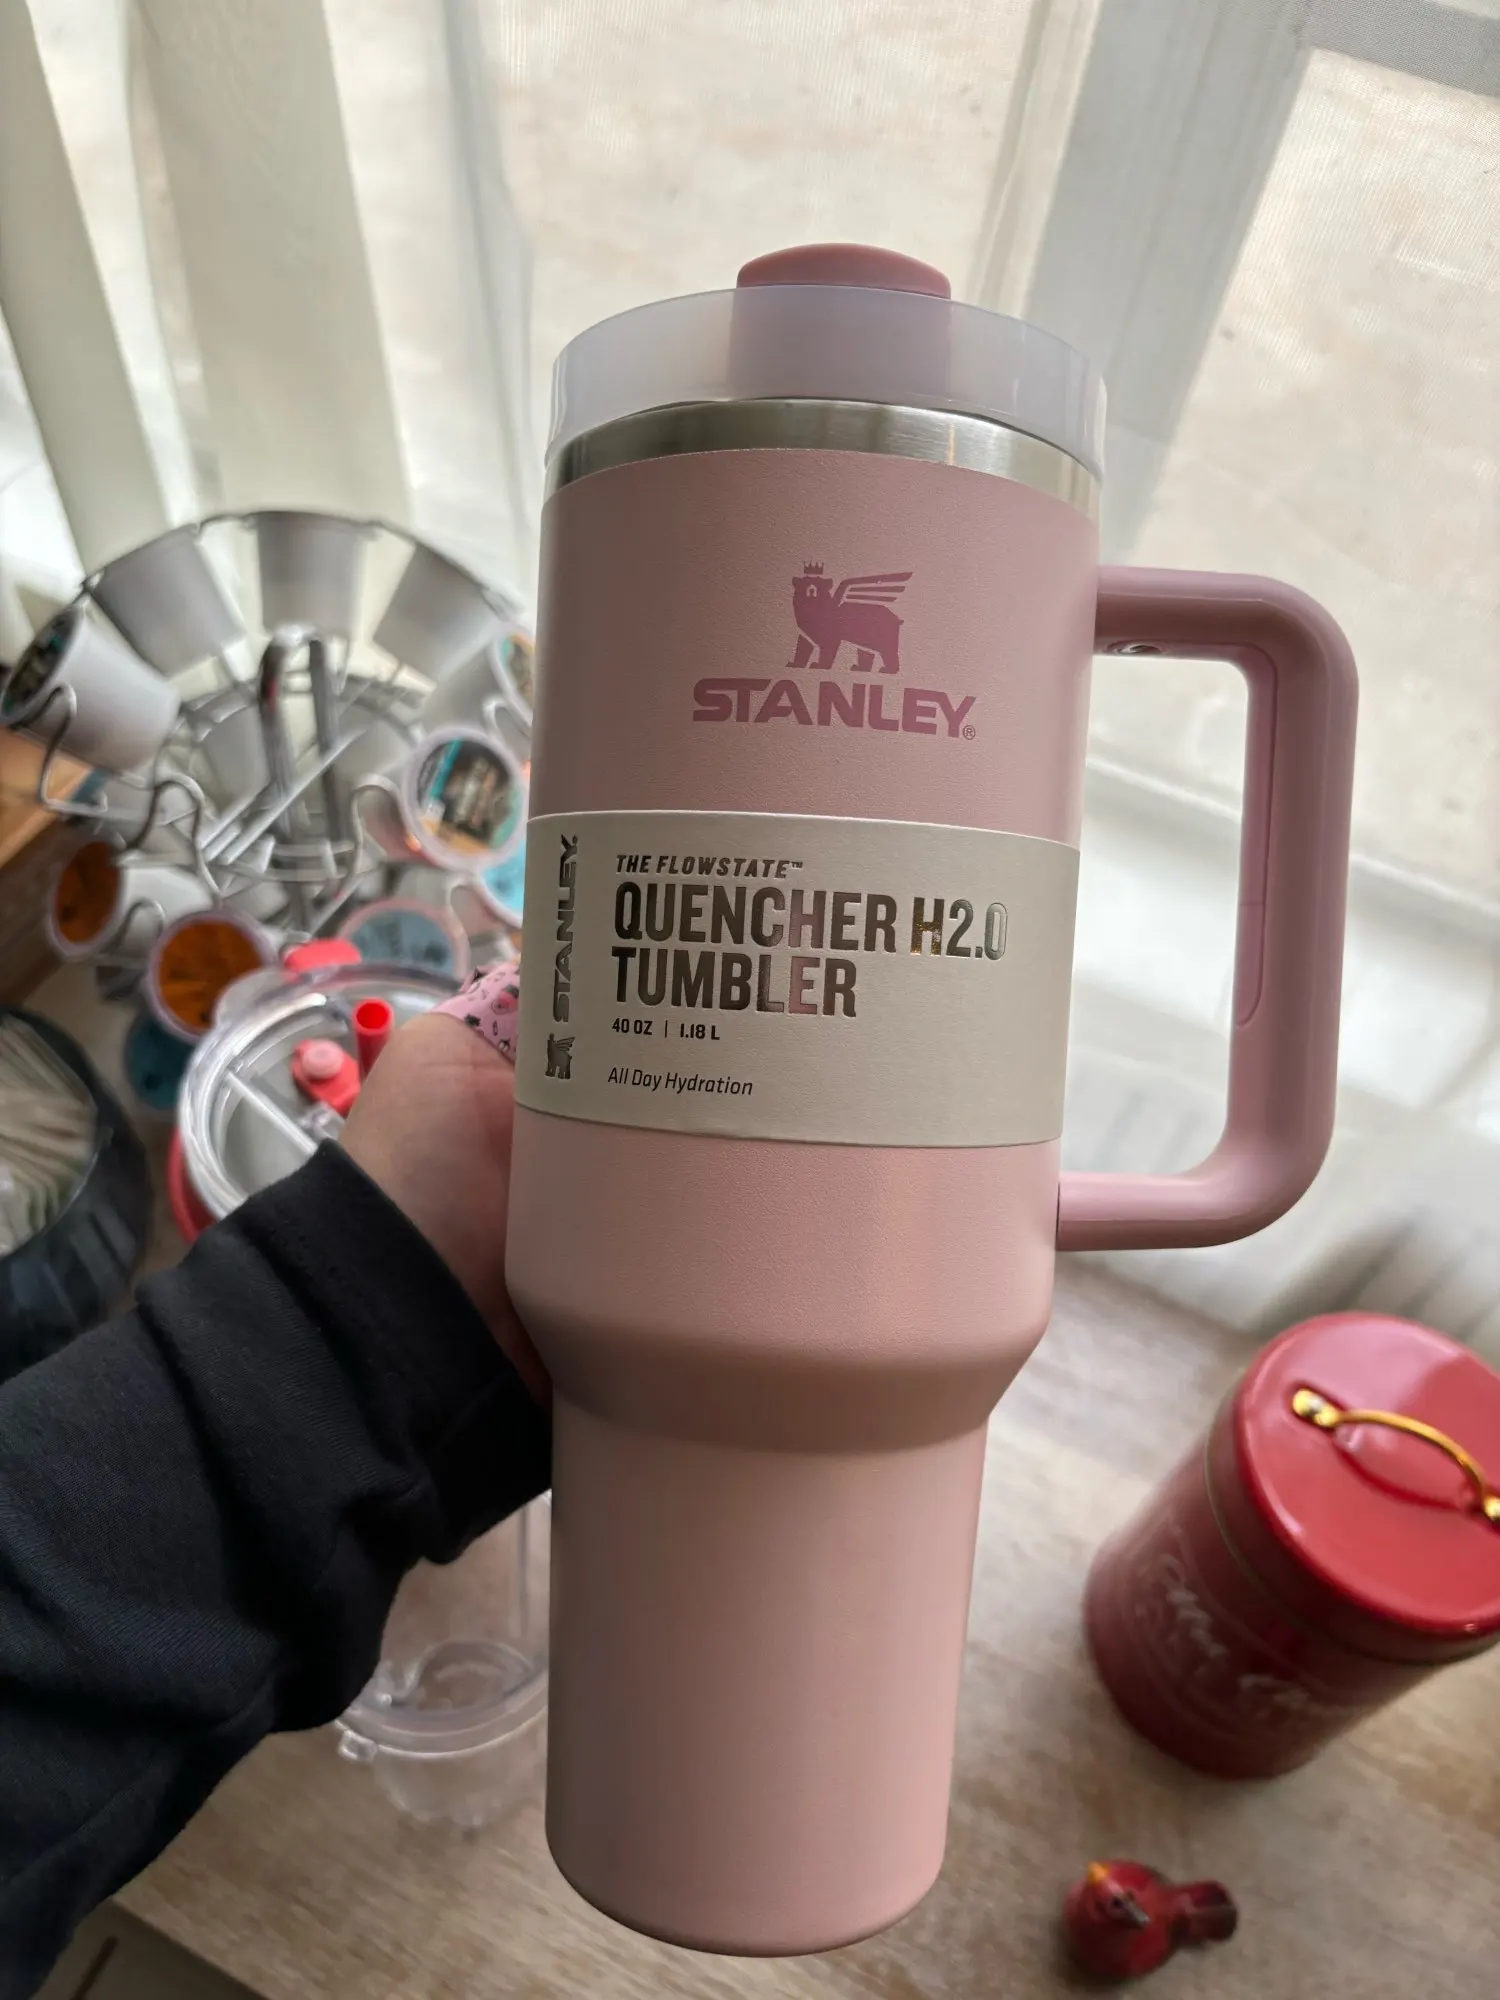 STANLEY®
STANLEY.
THE FLOWSTATE™
QUENCHER H2.0
TUMBLER
40 OZ | 1.18 L
All Day Hydration